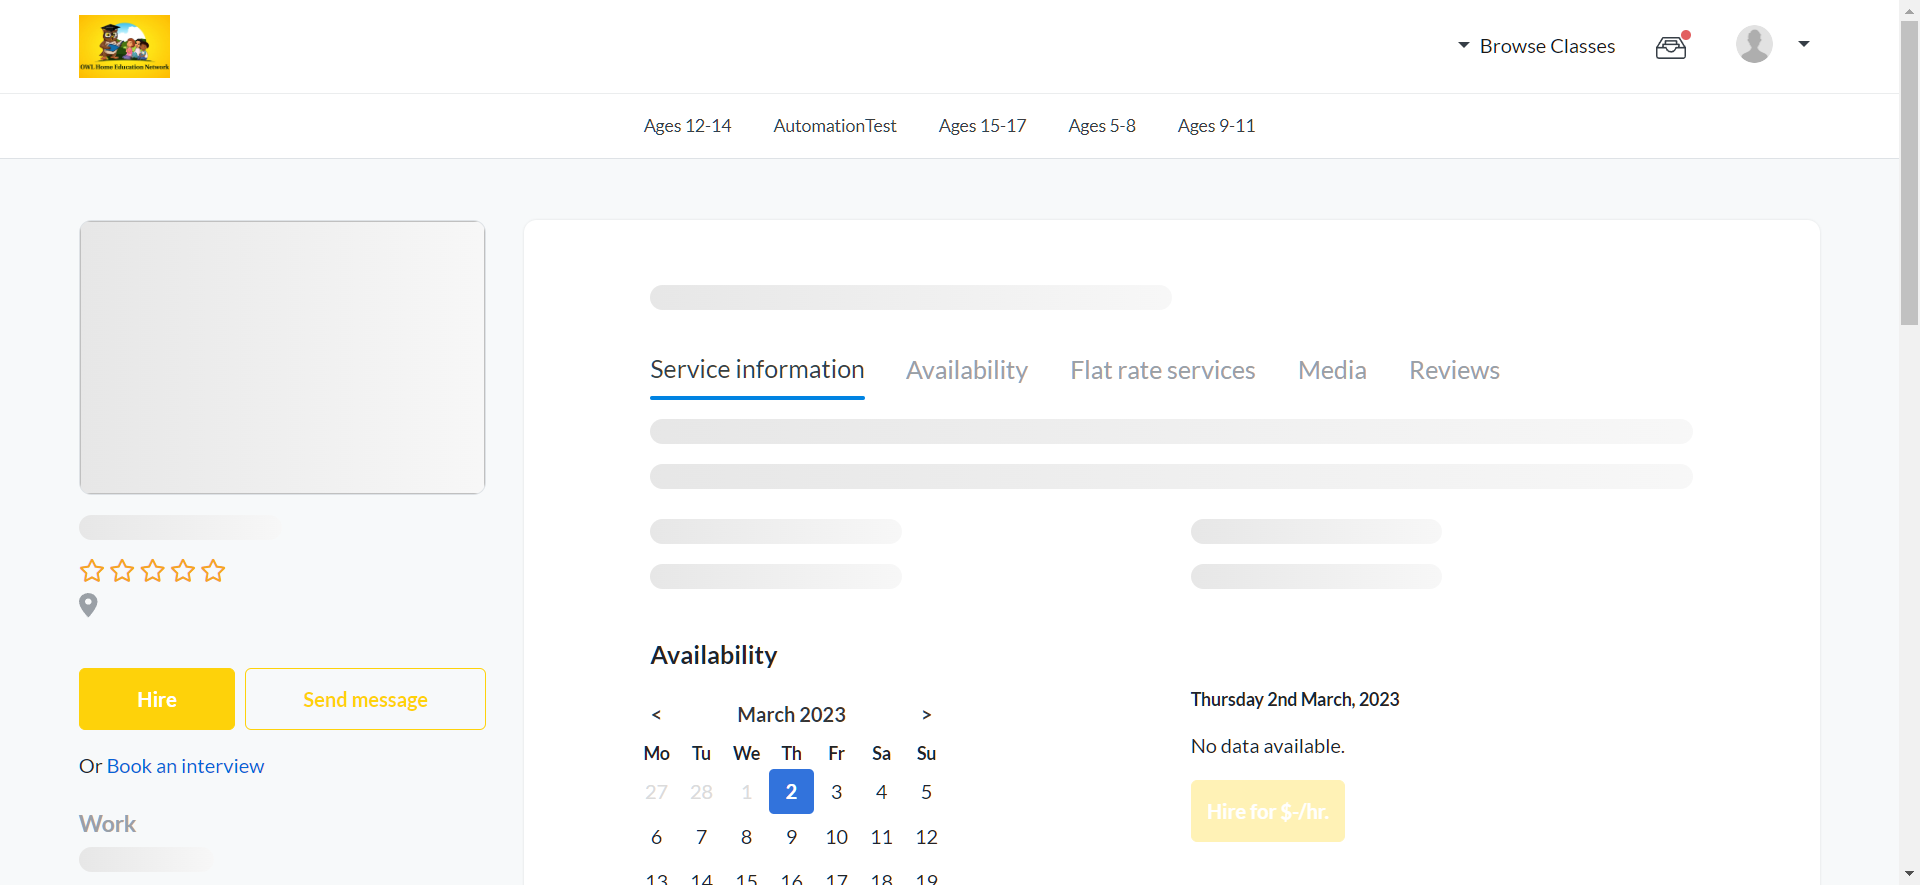 OWL Home Education Network
Browse Classes
Ages 12-14 AutomationTest Ages 15-17 Ages 5-8 Ages 9-11
Service information Availability Flat rate services Media Reviews
Hire Send message
Or Book an interview
Work
Availability
< March 2023 >
Mo Tu We Th Fr Sa Su
27 28 1 2 3 4 5
6 7 8 9 10 11 12
13 14 15 16 17 18 19
Thursday 2nd March, 2023
No data available.
Hire for $-/hr.